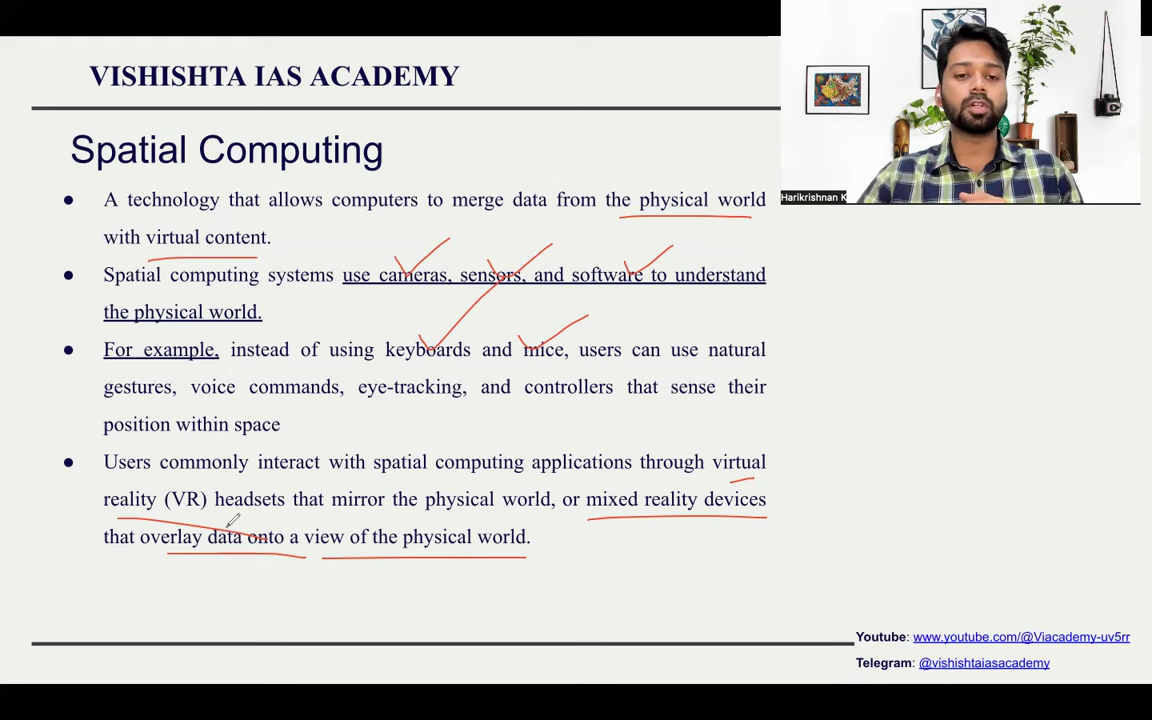 VISHISHTA IAS ACADEMY
Spatial Computing
● A technology that allows computers to merge data from the physical world
with virtual content.
● Spatial computing systems use cameras, sensors, and software to understand
the physical world.
● For example, instead of using keyboards and mice, users can use natural
gestures, voice commands, eye-tracking, and controllers that sense their
position within space
● Users commonly interact with spatial computing applications through virtual
reality (VR) headsets that mirror the physical world, or mixed reality devices
that overlay data onto a view of the physical world.
Harikrishnan K
Youtube: www.youtube.com/@Viacademy-uv5rr
Telegram: @vishishtaiasacademy